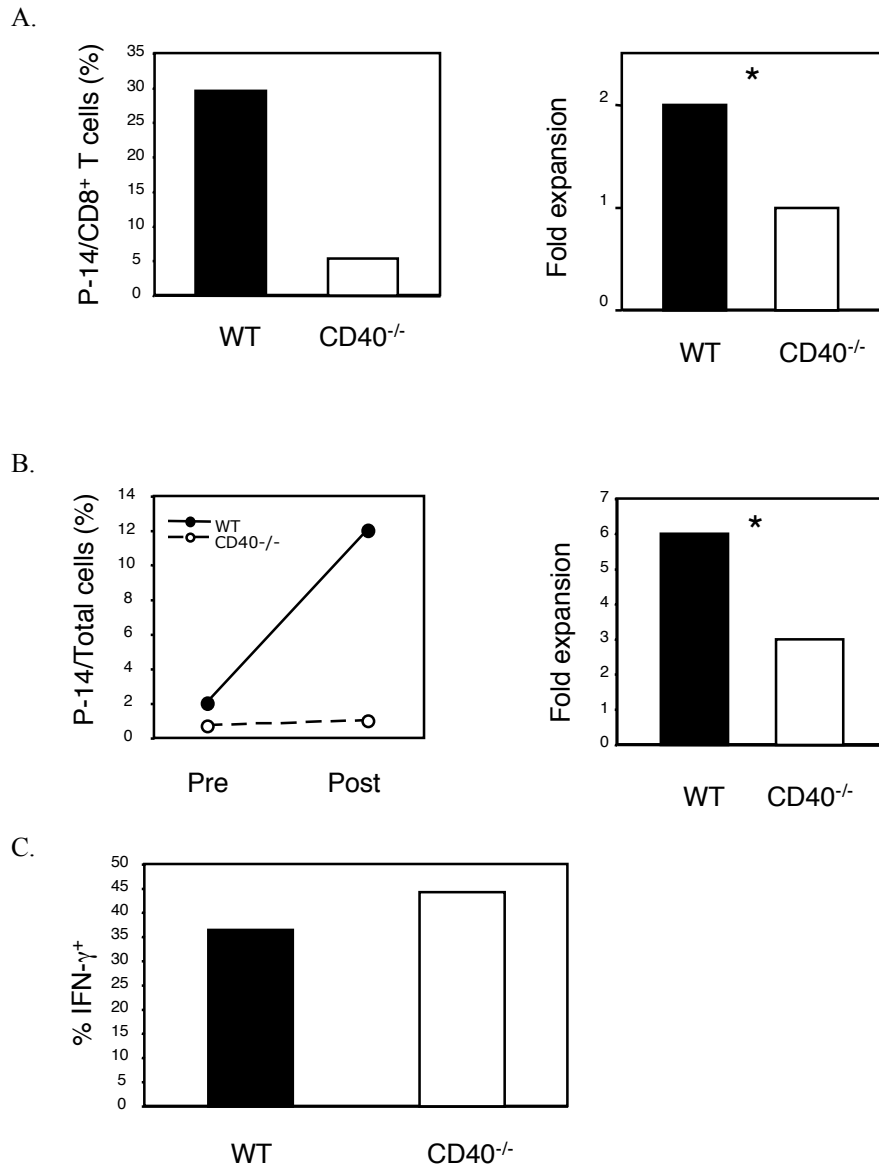 A.
P-14/CD8⁺ T cells (%)
35
30
25
20
15
10
5
0
WT CD40⁻/⁻
Fold expansion
2
1
0
*
WT CD40⁻/⁻
B.
P-14/Total cells (%)
14
12
10
8
6
4
2
0
WT
CD40-/-
Pre Post
Fold expansion
7
6
5
4
3
2
1
0
*
WT CD40⁻/⁻
C.
% IFN-γ⁺
50
45
40
35
30
25
20
15
10
5
0
WT CD40⁻/⁻